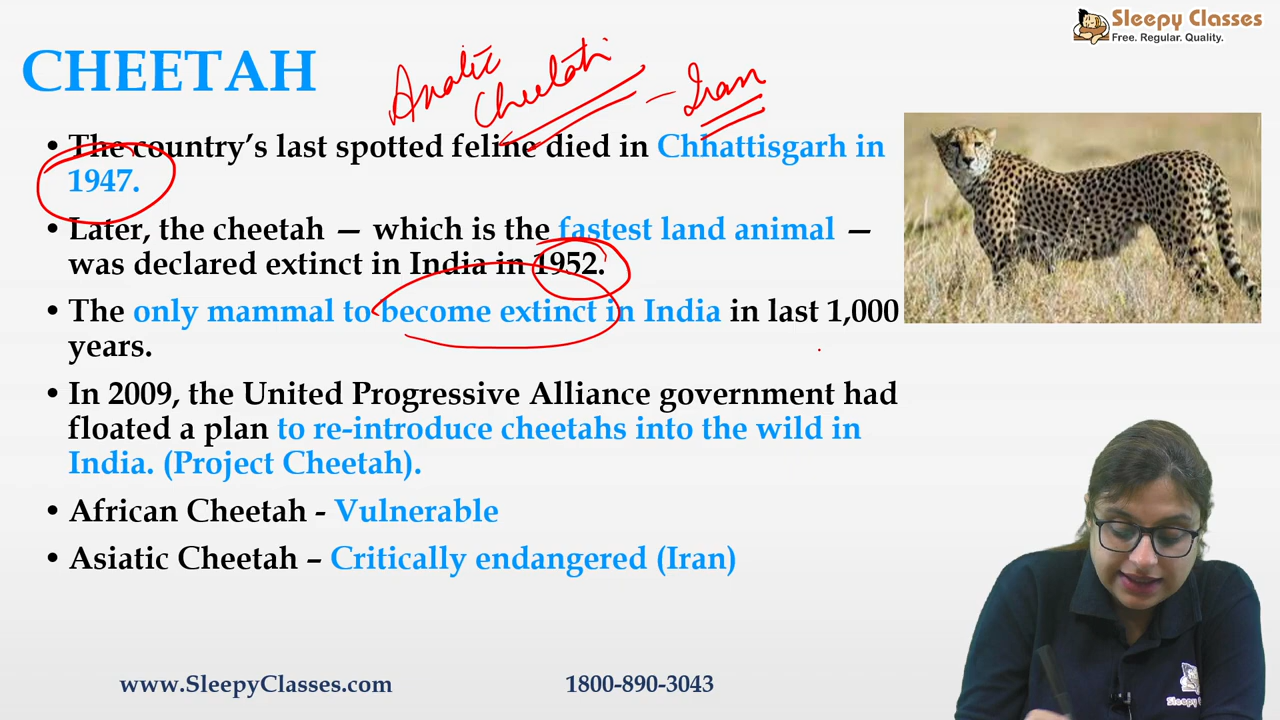 Sleepy Classes
Free. Regular. Quality.
CHEETAH
Asiatic
Cheetah
– Iran
• The country's last spotted feline died in Chhattisgarh in
1947.
• Later, the cheetah — which is the fastest land animal —
was declared extinct in India in 1952.
• The only mammal to become extinct in India in last 1,000
years.
• In 2009, the United Progressive Alliance government had
floated a plan to re-introduce cheetahs into the wild in
India. (Project Cheetah).
• African Cheetah - Vulnerable
• Asiatic Cheetah – Critically endangered (Iran)
www.SleepyClasses.com
1800-890-3043